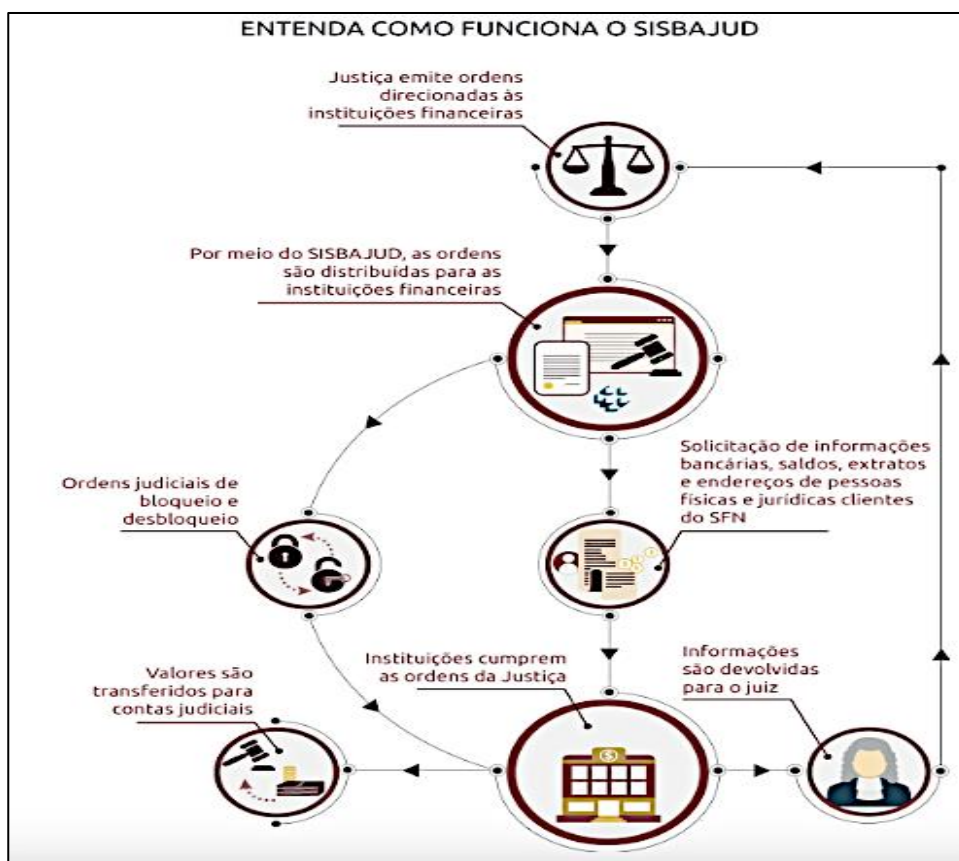 ENTENDA COMO FUNCIONA O SISBAJUD
Justiça emite ordens
direcionadas às
instituições financeiras
Por meio do SISBAJUD, as ordens
são distribuídas para as
instituições financeiras
Solicitação de informações
bancárias, saldos, extratos
e endereços de pessoas
físicas e jurídicas clientes
do SFN
Ordens judiciais de
bloqueio e
desbloqueio
Instituições cumprem
as ordens da Justiça
Informações
são devolvidas
para o juiz
Valores são
transferidos para
contas judiciais